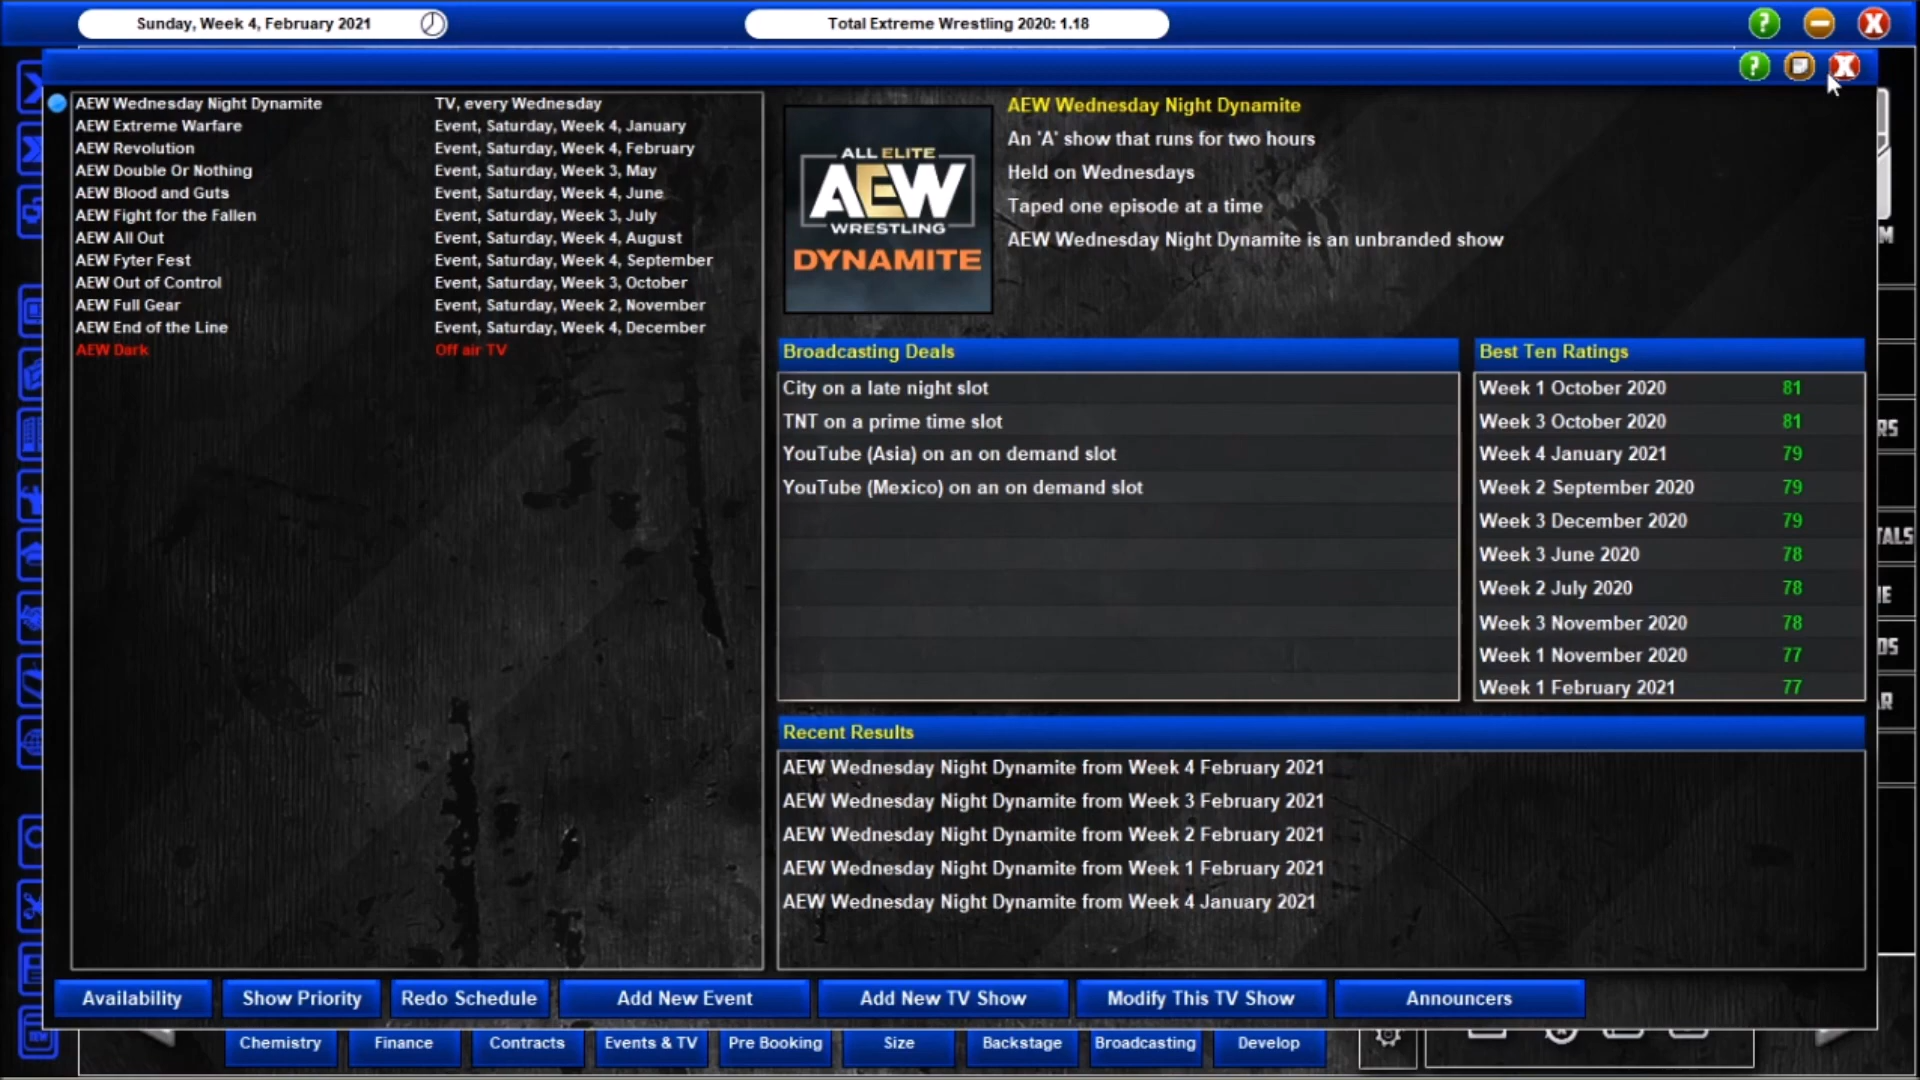 Sunday, Week 4, February 2021
Total Extreme Wrestling 2020: 1.18
AEW Wednesday Night Dynamite TV, every Wednesday
AEW Extreme Warfare Event, Saturday, Week 4, January
AEW Revolution Event, Saturday, Week 4, February
AEW Double Or Nothing Event, Saturday, Week 3, May
AEW Blood and Guts Event, Saturday, Week 4, June
AEW Fight for the Fallen Event, Saturday, Week 3, July
AEW All Out Event, Saturday, Week 4, August
AEW Fyter Fest Event, Saturday, Week 4, September
AEW Out of Control Event, Saturday, Week 3, October
AEW Full Gear Event, Saturday, Week 2, November
AEW End of the Line Event, Saturday, Week 4, December
AEW Dark Off air TV
ALL ELITE
AEW
WRESTLING
DYNAMITE
AEW Wednesday Night Dynamite
An 'A' show that runs for two hours
Held on Wednesdays
Taped one episode at a time
AEW Wednesday Night Dynamite is an unbranded show
Broadcasting Deals
City on a late night slot
TNT on a prime time slot
YouTube (Asia) on an on demand slot
YouTube (Mexico) on an on demand slot
Best Ten Ratings
Week 1 October 2020 81
Week 3 October 2020 81
Week 4 January 2021 79
Week 2 September 2020 79
Week 3 December 2020 79
Week 3 June 2020 78
Week 2 July 2020 78
Week 3 November 2020 78
Week 1 November 2020 77
Week 1 February 2021 77
Recent Results
AEW Wednesday Night Dynamite from Week 4 February 2021
AEW Wednesday Night Dynamite from Week 3 February 2021
AEW Wednesday Night Dynamite from Week 2 February 2021
AEW Wednesday Night Dynamite from Week 1 February 2021
AEW Wednesday Night Dynamite from Week 4 January 2021
Availability Show Priority Redo Schedule Add New Event Add New TV Show Modify This TV Show Announcers
Chemistry Finance Contracts Events & TV Pre Booking Size Backstage Broadcasting Develop